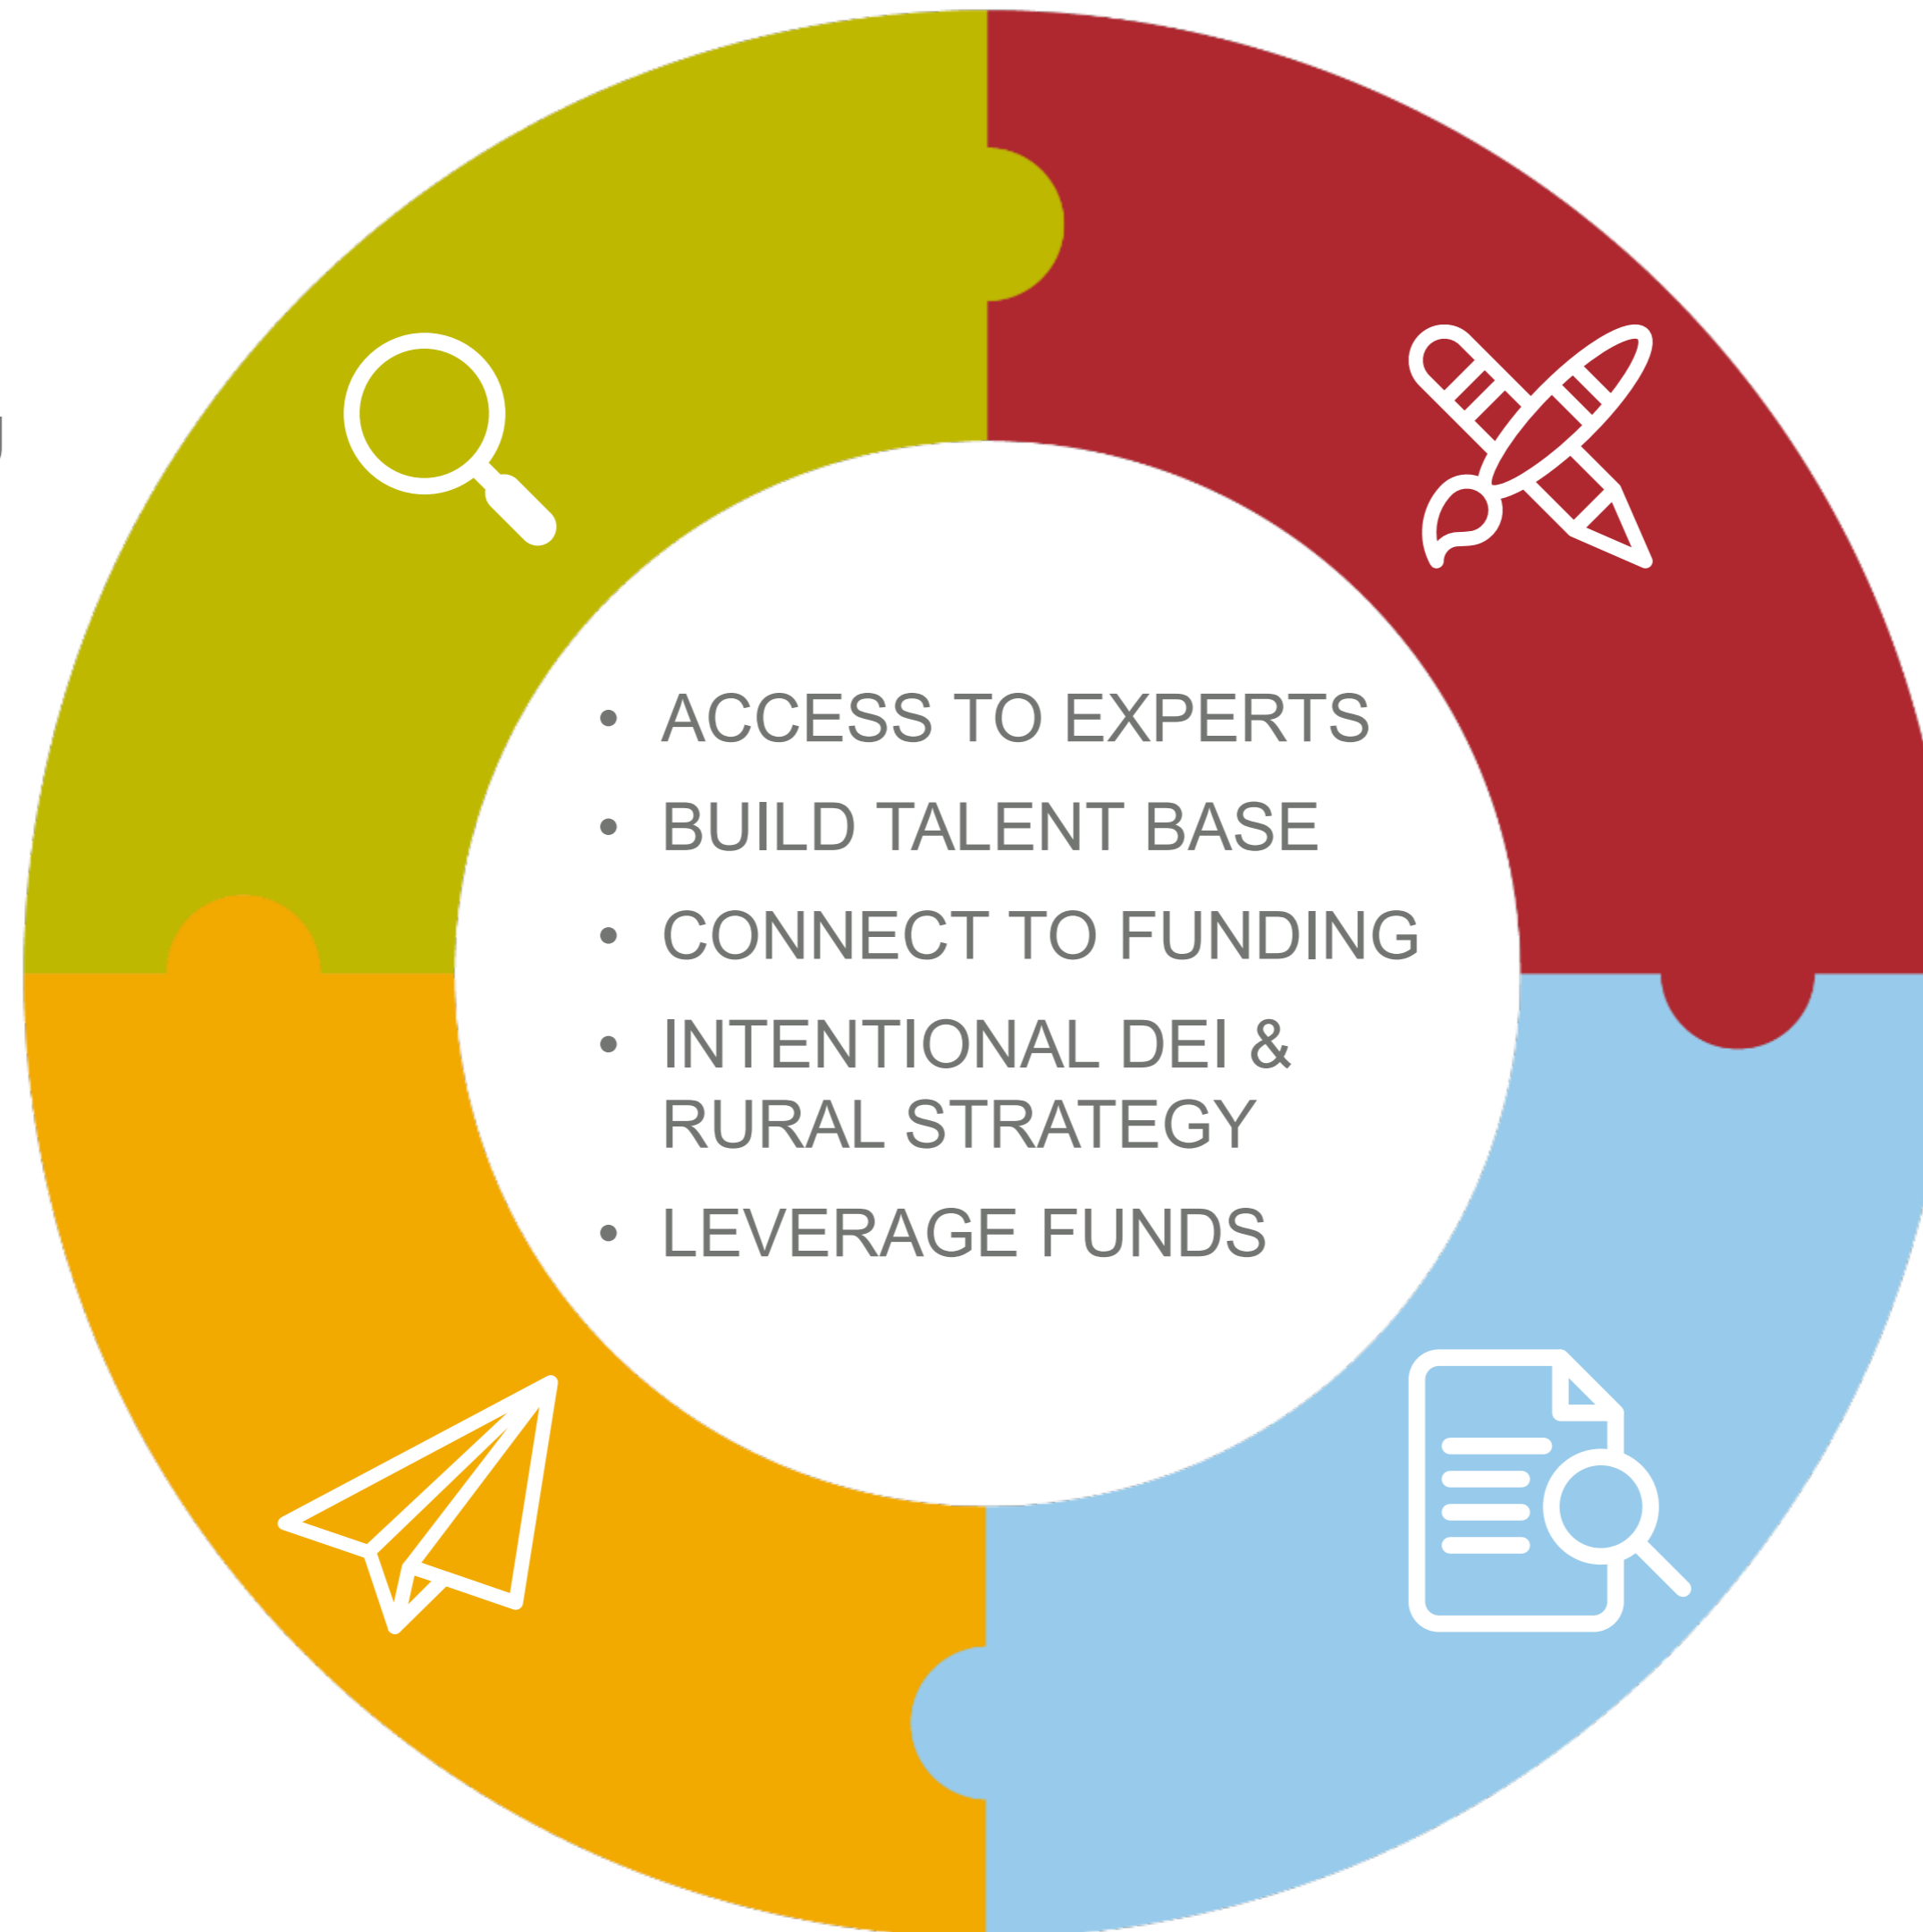 • ACCESS TO EXPERTS
• BUILD TALENT BASE
• CONNECT TO FUNDING
• INTENTIONAL DEI &
RURAL STRATEGY
• LEVERAGE FUNDS